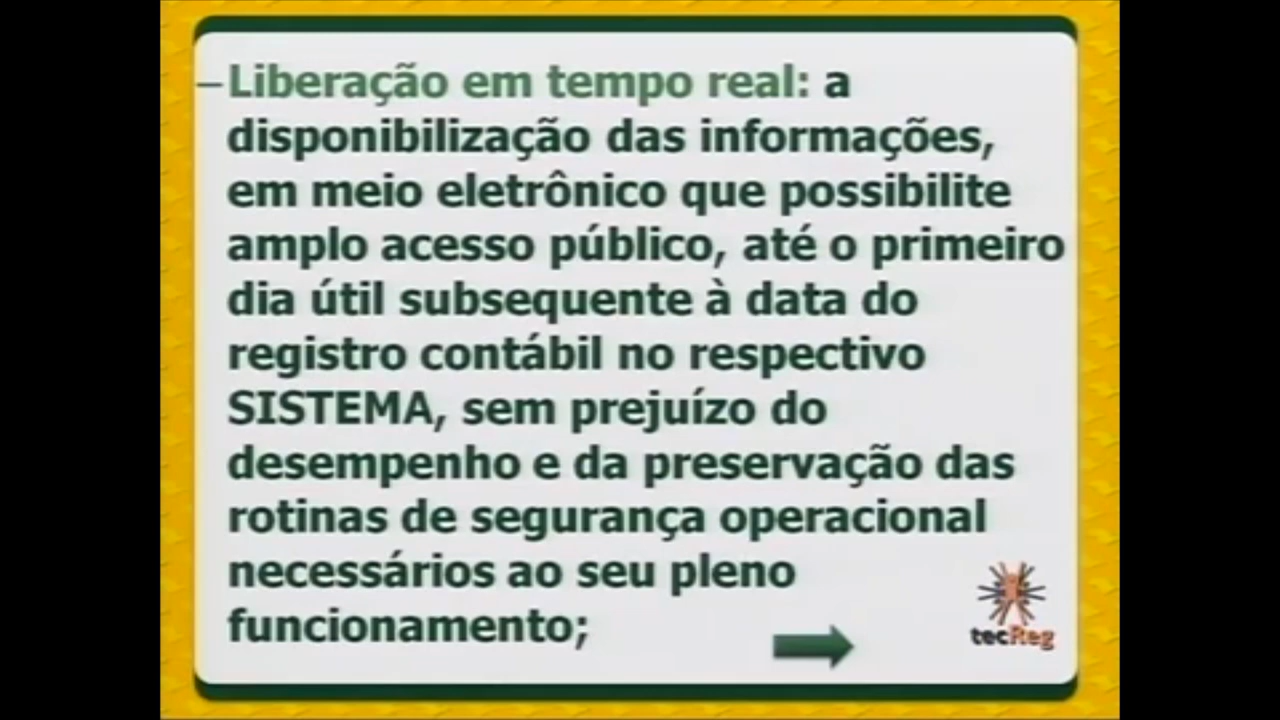 –Liberação em tempo real: a
disponibilização das informações,
em meio eletrônico que possibilite
amplo acesso público, até o primeiro
dia útil subsequente à data do
registro contábil no respectivo
SISTEMA, sem prejuízo do
desempenho e da preservação das
rotinas de segurança operacional
necessários ao seu pleno
funcionamento;
tecReg